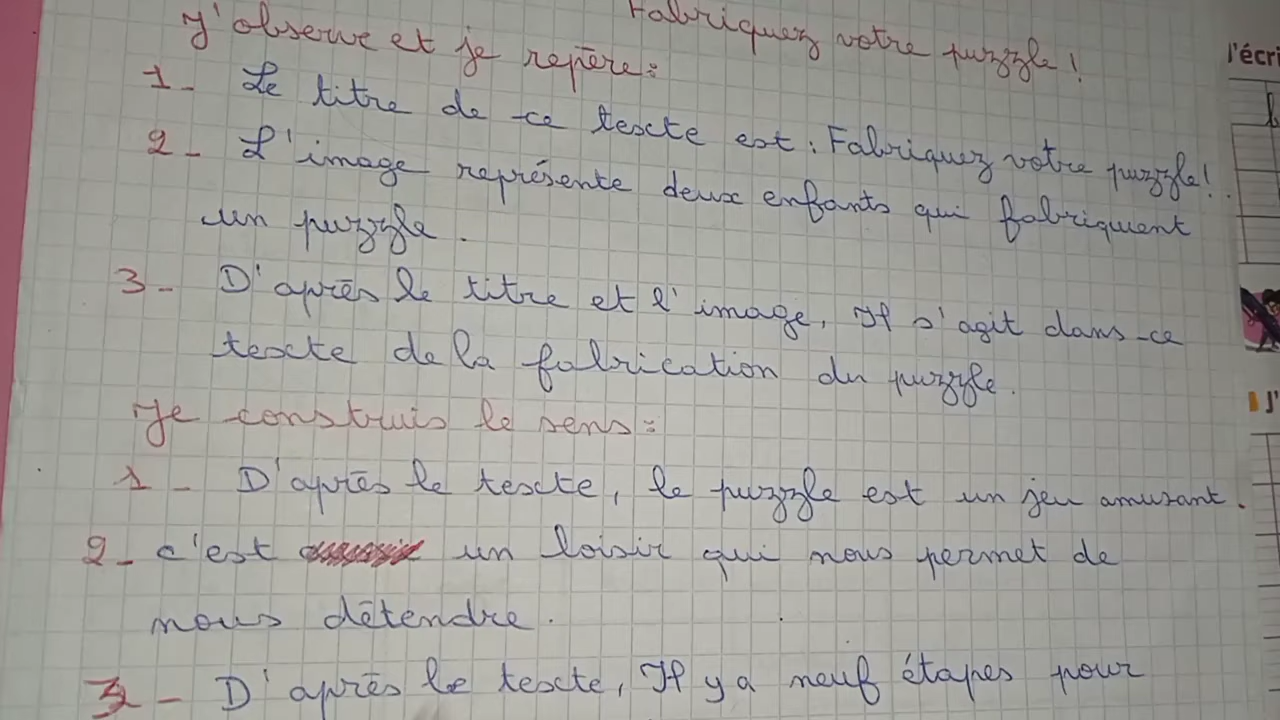 Fabriquez votre puzzle !
J'observe et je repère :
1- Le titre de ce texte est : Fabriquez votre puzzle !
2- L'image représente deux enfants qui fabriquent
un puzzle.
3- D'après le titre et l'image, Il s'agit dans ce
texte de la fabrication du puzzle.
Je construis le sens :
1- D'après le texte, le puzzle est un jeu amusant.
2- c'est un loisir qui nous permet de
nous détendre.
3- D'après le texte, Il y a neuf étapes pour
l'écri
J'